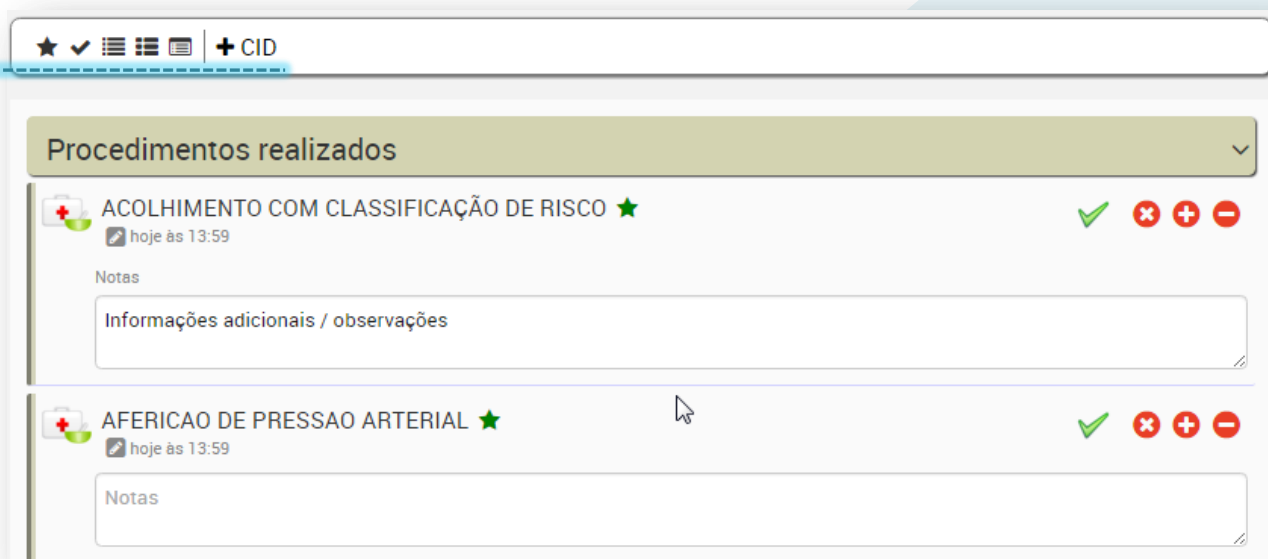 CID
Procedimentos realizados
ACOLHIMENTO COM CLASSIFICAÇÃO DE RISCO
hoje às 13:59
Notas
Informações adicionais / observações
AFERICAO DE PRESSAO ARTERIAL
hoje às 13:59
Notas